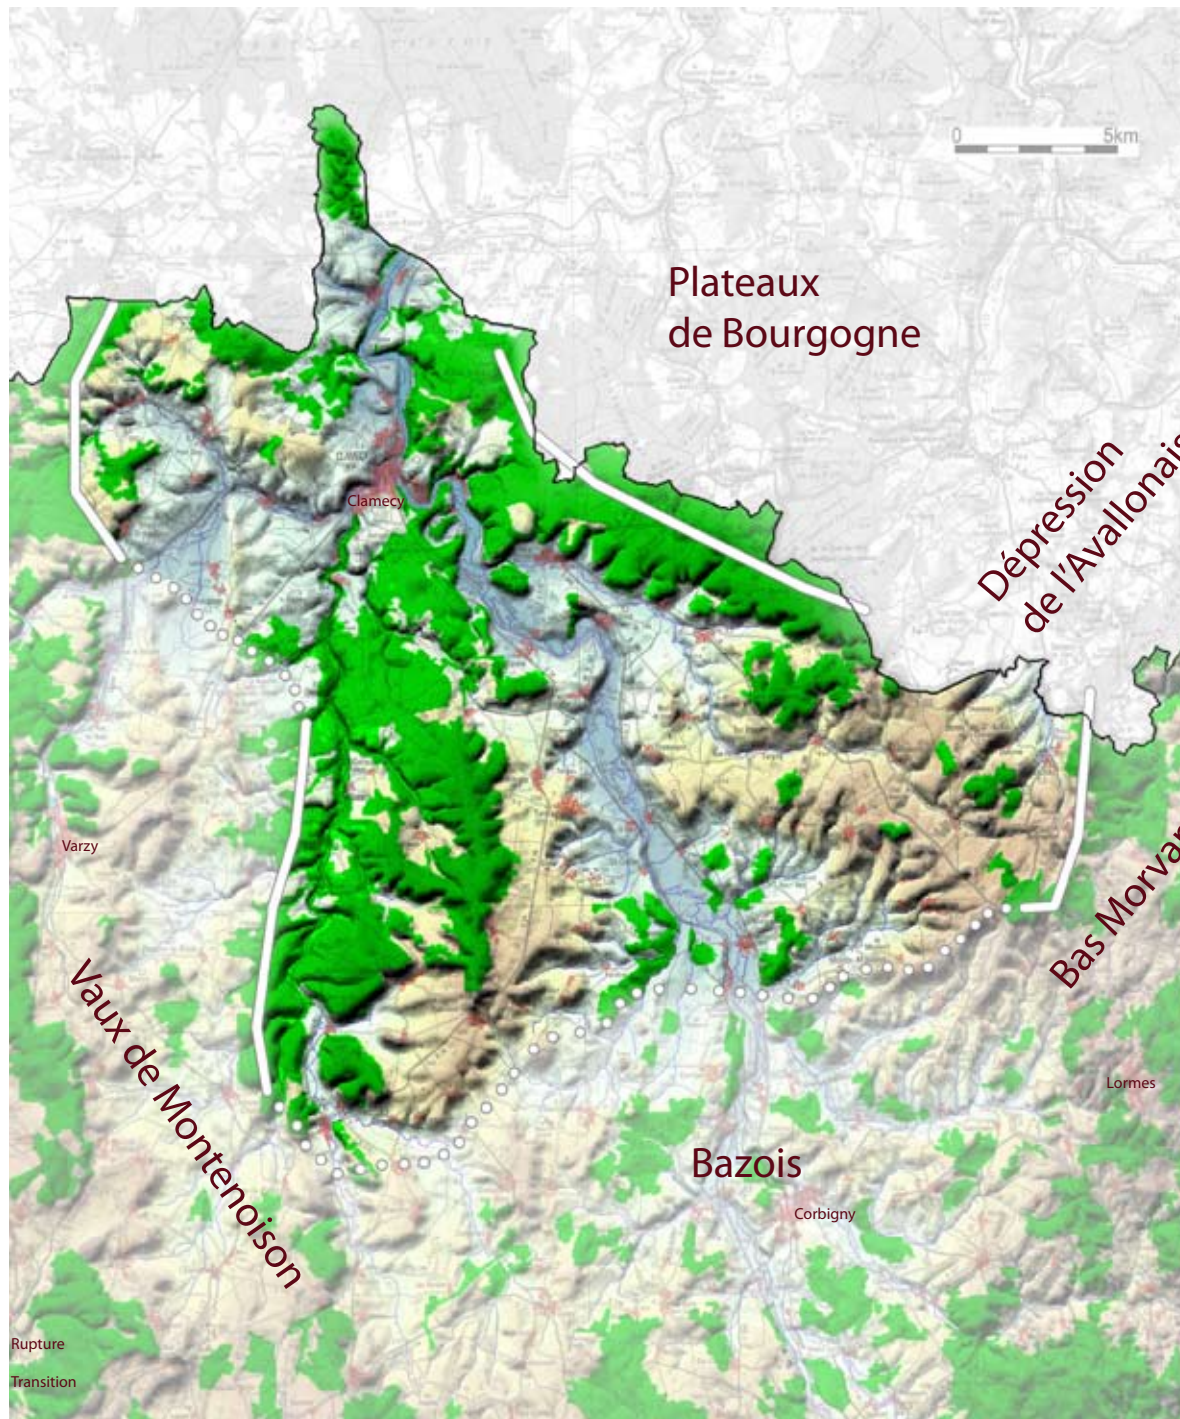 0 5km
Plateaux
de Bourgogne
Dépression
de l'Avallonais
Clamecy
Varzy
Bas Morvan
Vaux de Montenoison
Lormes
Bazois
Corbigny
Rupture
Transition